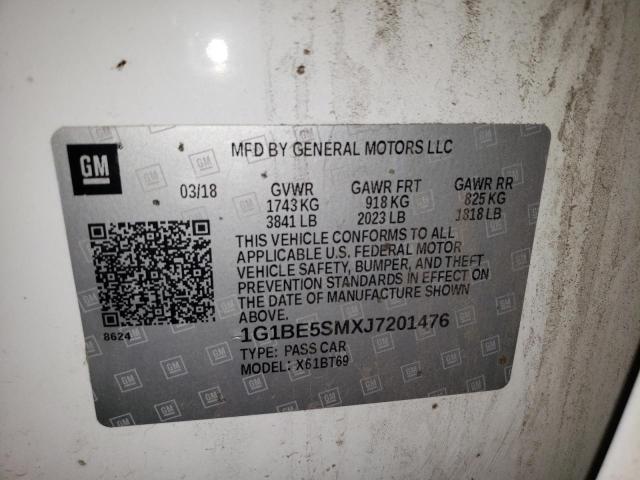 GM
MFD BY GENERAL MOTORS LLC
03/18 GVWR GAWR FRT GAWR RR
1743 KG 918 KG 825 KG
3841 LB 2023 LB 1818 LB
THIS VEHICLE CONFORMS TO ALL
APPLICABLE U.S. FEDERAL MOTOR
VEHICLE SAFETY, BUMPER, AND THEFT
PREVENTION STANDARDS IN EFFECT ON
THE DATE OF MANUFACTURE SHOWN
ABOVE.
8624
1G1BE5SMXJ7201476
TYPE: PASS CAR
MODEL: X61BT69